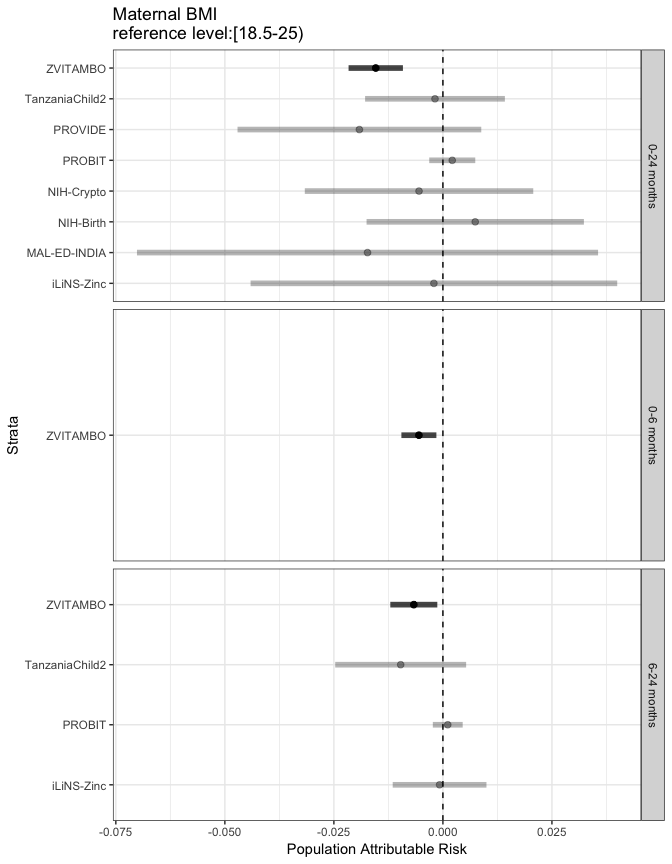 Maternal BMI
reference level:[18.5-25)
ZVITAMBO
TanzaniaChild2
PROVIDE
PROBIT
NIH-Crypto
NIH-Birth
MAL-ED-INDIA
iLiNS-Zinc
0-24 months
Strata
ZVITAMBO
0-6 months
ZVITAMBO
TanzaniaChild2
PROBIT
iLiNS-Zinc
6-24 months
-0.075 -0.050 -0.025 0.000 0.025
Population Attributable Risk